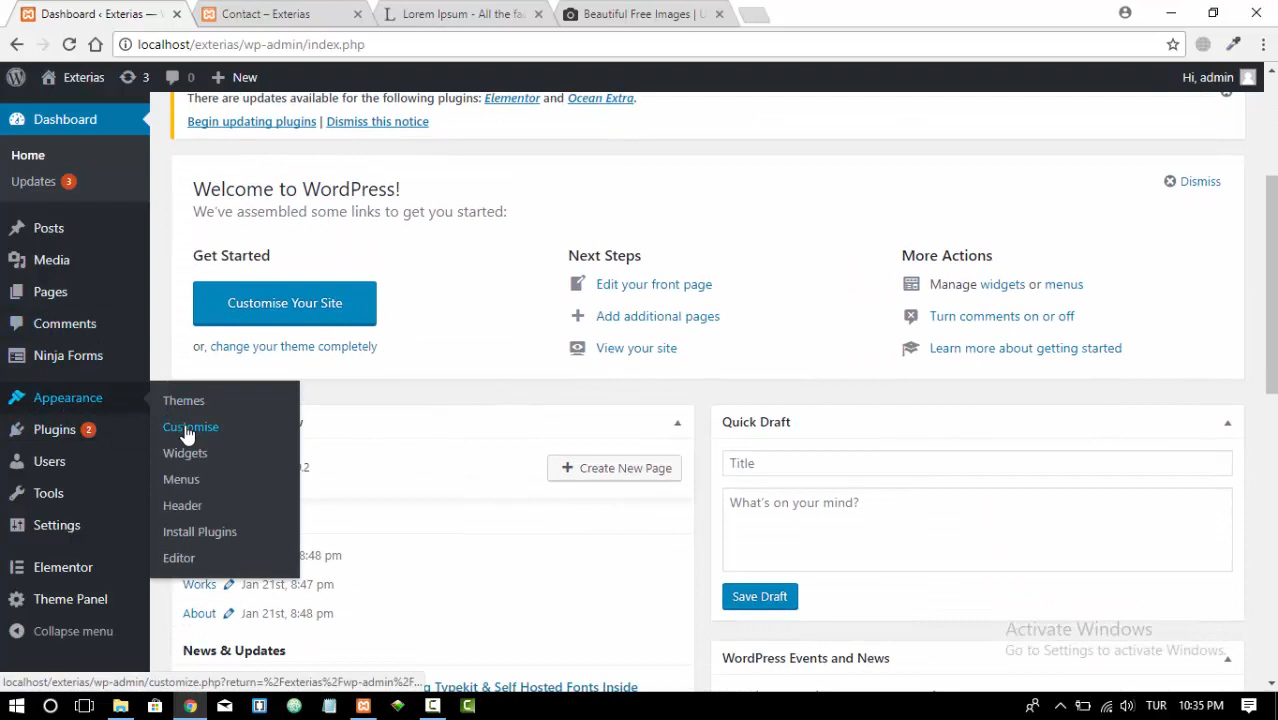 Dashboard ‹ Exterias —
Contact – Exterias
Lorem Ipsum - All the fac
Beautiful Free Images | U
localhost/exterias/wp-admin/index.php
Exterias
3
0
New
Hi, admin
Dashboard
Home
Updates 3
Posts
Media
Pages
Comments
Ninja Forms
Appearance
Plugins 2
Users
Tools
Settings
Elementor
Theme Panel
Collapse menu
Themes
Customise
Widgets
Menus
Header
Install Plugins
Editor
There are updates available for the following plugins: Elementor and Ocean Extra.
Begin updating plugins | Dismiss this notice
Welcome to WordPress!
We've assembled some links to get you started:
Dismiss
Get Started
Customise Your Site
or, change your theme completely
Next Steps
Edit your front page
Add additional pages
View your site
More Actions
Manage widgets or menus
Turn comments on or off
Learn more about getting started
Create New Page
8:48 pm
Works Jan 21st, 8:47 pm
About Jan 21st, 8:48 pm
News & Updates
Typekit & Self Hosted Fonts Inside
Quick Draft
Title
What's on your mind?
Save Draft
WordPress Events and News
Activate Windows
Go to Settings to activate Windows.
localhost/exterias/wp-admin/customize.php?return=%2Fexterias%2Fwp-admin%2F...
TUR
10:35 PM